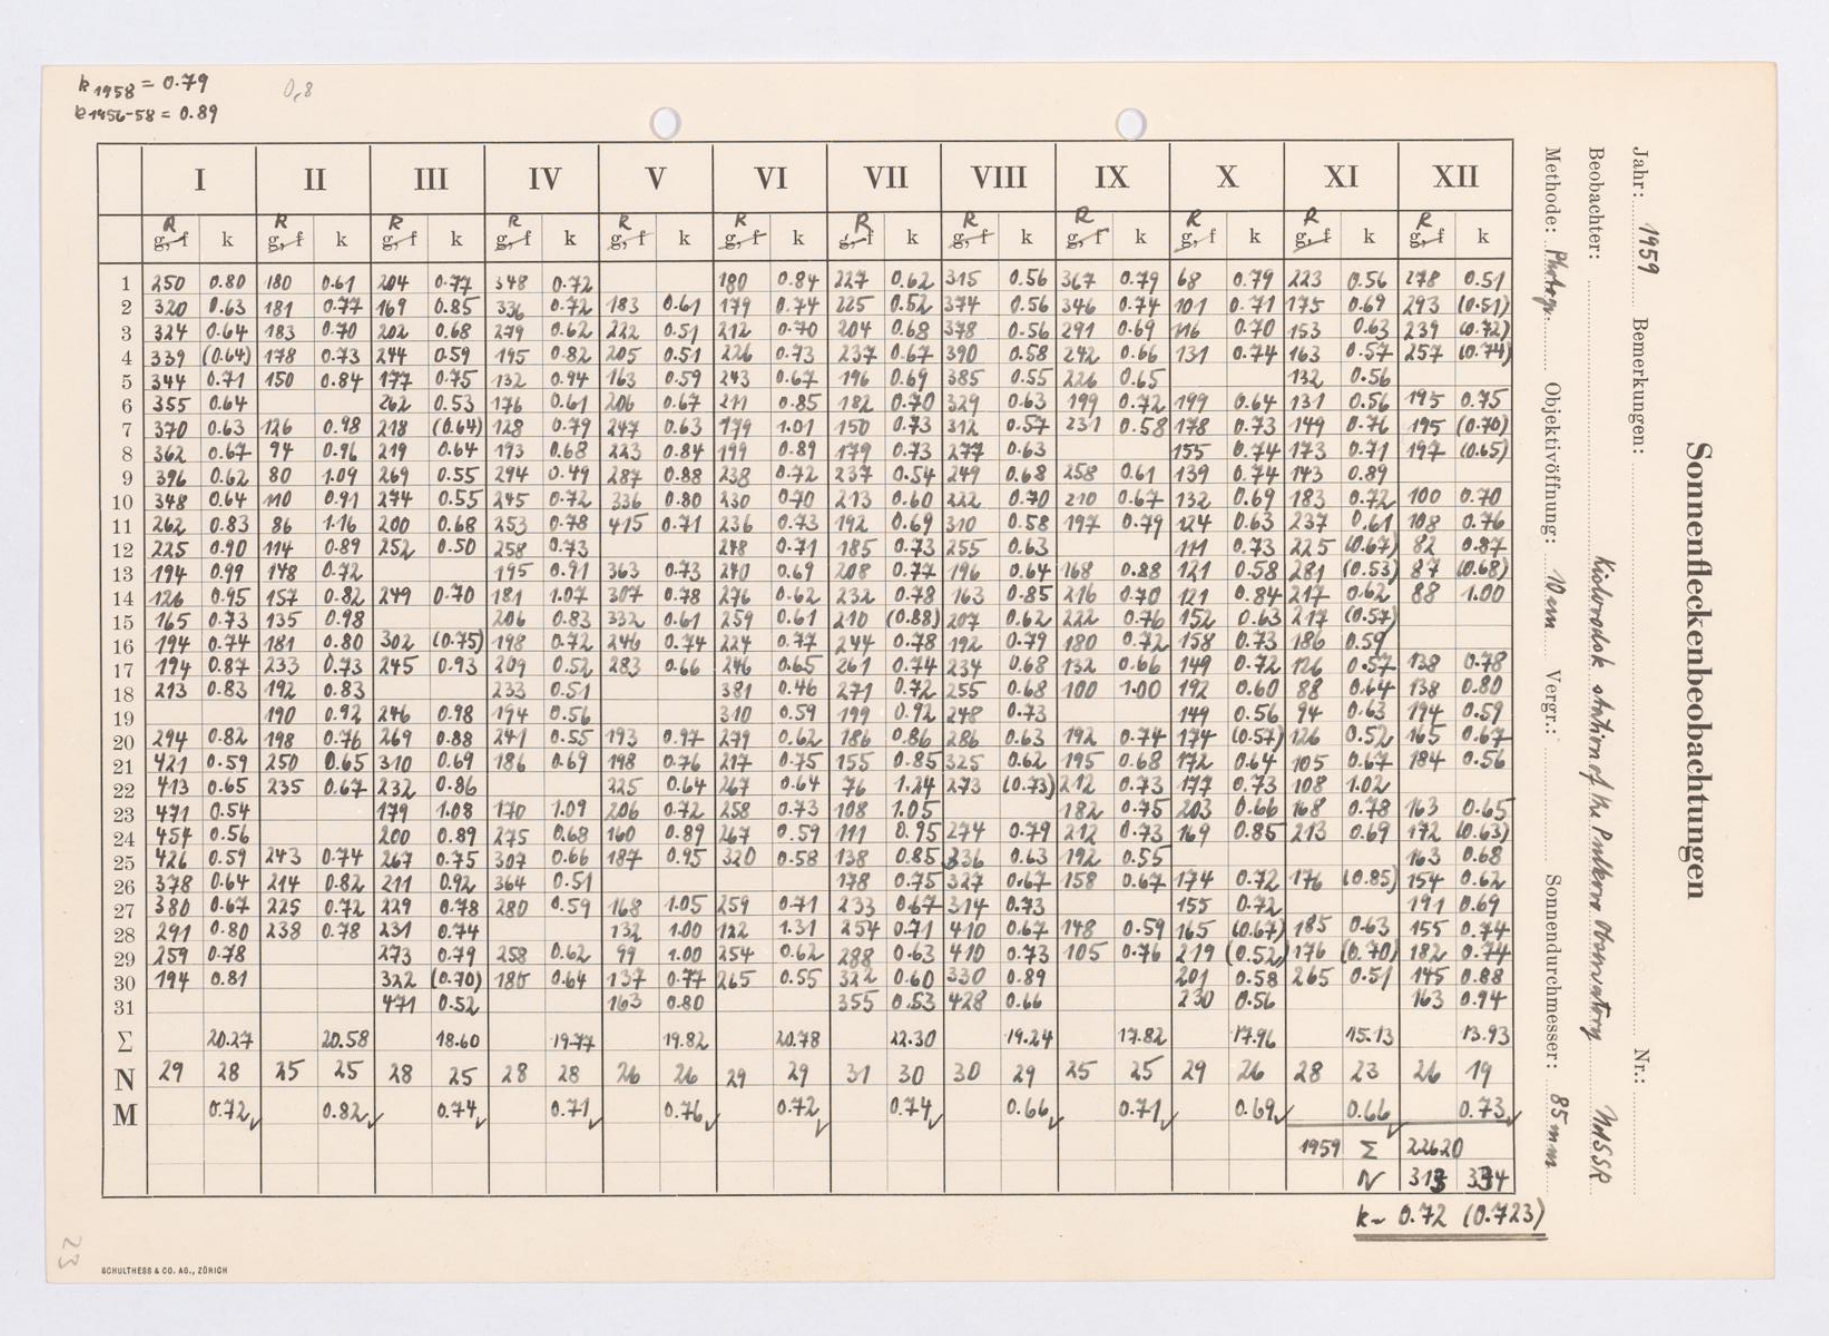 k 1958 = 0.79
0,8
k 1956-58 = 0.89
I II III IV V VI VII VIII IX X XI XII
R R R R R R R R R R R R
g, f k g, f k g, f k g, f k g, f k g, f k g, f k g, f k g, f k g, f k g, f k g, f k
1 250 0.80 180 0.61 204 0.77 348 0.72 180 0.84 227 0.62 315 0.56 367 0.79 68 0.79 223 0.56 278 0.51
2 320 0.63 181 0.77 169 0.85 336 0.72 183 0.61 179 0.74 225 0.52 374 0.56 346 0.74 101 0.71 175 0.69 293 (0.51)
3 324 0.64 183 0.70 202 0.68 279 0.62 222 0.51 212 0.70 204 0.68 378 0.56 291 0.69 116 0.70 153 0.63 239 (0.72)
4 339 (0.64) 178 0.73 244 0.59 195 0.82 205 0.51 226 0.73 237 0.67 390 0.58 242 0.66 131 0.74 163 0.57 257 (0.74)
5 344 0.71 150 0.84 177 0.75 132 0.94 163 0.59 243 0.67 196 0.69 385 0.55 226 0.65 132 0.56
6 355 0.64 262 0.53 176 0.61 206 0.67 211 0.85 182 0.70 329 0.63 199 0.72 199 0.64 131 0.56 195 0.75
7 370 0.63 126 0.98 218 (0.64) 128 0.79 247 0.63 179 1.01 150 0.73 312 0.57 231 0.58 178 0.73 149 0.76 195 (0.70)
8 362 0.67 94 0.96 219 0.64 193 0.68 223 0.84 199 0.89 179 0.73 277 0.63 155 0.74 173 0.71 197 (0.65)
9 396 0.62 80 1.09 269 0.55 294 0.49 287 0.88 238 0.72 237 0.54 249 0.68 258 0.61 139 0.74 143 0.89
10 348 0.64 110 0.91 274 0.55 245 0.72 336 0.80 230 0.70 213 0.60 222 0.70 210 0.67 132 0.69 183 0.72 100 0.70
11 262 0.83 86 1.16 200 0.68 253 0.78 415 0.71 236 0.73 192 0.69 310 0.58 197 0.79 124 0.63 237 0.61 108 0.76
12 225 0.90 114 0.89 252 0.50 258 0.73 248 0.71 185 0.73 255 0.63 111 0.73 225 (0.67) 82 0.87
13 194 0.99 148 0.72 195 0.91 363 0.73 240 0.69 208 0.77 196 0.64 168 0.88 121 0.58 281 (0.53) 87 (0.68)
14 126 0.95 157 0.82 249 0.70 181 1.07 307 0.78 276 0.62 232 0.78 163 0.85 216 0.70 121 0.84 217 0.62 88 1.00
15 165 0.73 135 0.98 206 0.83 332 0.61 259 0.61 210 (0.88) 207 0.62 222 0.76 152 0.63 217 (0.57)
16 194 0.74 181 0.80 302 (0.75) 198 0.72 246 0.74 224 0.77 244 0.78 192 0.79 180 0.72 158 0.73 186 0.59
17 194 0.87 233 0.73 245 0.93 209 0.52 283 0.66 246 0.65 261 0.74 234 0.68 132 0.66 149 0.72 126 0.57 138 0.78
18 213 0.83 192 0.83 233 0.51 381 0.46 271 0.72 255 0.68 100 1.00 192 0.60 88 0.64 138 0.80
19 190 0.92 246 0.98 194 0.56 310 0.59 199 0.92 248 0.73 149 0.56 94 0.63 194 0.59
20 294 0.82 198 0.76 269 0.88 241 0.55 193 0.97 279 0.62 186 0.86 286 0.63 192 0.74 174 (0.57) 126 0.52 165 0.67
21 421 0.59 250 0.65 310 0.69 186 0.69 198 0.76 217 0.75 155 0.85 325 0.62 195 0.68 172 0.64 105 0.67 184 0.56
22 413 0.65 235 0.67 232 0.86 225 0.64 267 0.64 76 1.24 273 (0.73) 212 0.73 177 0.73 108 1.02
23 471 0.54 179 1.08 170 1.09 206 0.72 258 0.73 108 1.05 182 0.75 203 0.66 168 0.78 163 0.65
24 454 0.56 200 0.89 275 0.68 160 0.89 267 0.59 111 0.95 274 0.79 212 0.73 169 0.85 213 0.69 172 (0.63)
25 426 0.59 243 0.74 267 0.75 307 0.66 187 0.95 320 0.58 138 0.85 336 0.63 192 0.55 163 0.68
26 378 0.64 214 0.82 211 0.92 364 0.51 178 0.75 327 0.67 158 0.67 174 0.72 176 (0.85) 154 0.62
27 380 0.67 225 0.72 229 0.78 280 0.59 168 1.05 259 0.71 233 0.67 314 0.73 155 0.72 191 0.69
28 291 0.80 238 0.78 231 0.74 132 1.00 122 1.31 254 0.71 410 0.67 148 0.59 165 (0.67) 185 0.63 155 0.74
29 259 0.78 273 0.79 258 0.62 99 1.00 254 0.62 288 0.63 410 0.73 105 0.76 219 (0.52) 176 (0.70) 182 0.74
30 194 0.81 322 (0.70) 186 0.64 137 0.77 265 0.55 322 0.60 330 0.89 201 0.58 265 0.51 145 0.88
31 471 0.52 163 0.80 355 0.53 428 0.66 230 0.56 163 0.94
Σ 20.27 20.58 18.60 19.77 19.82 20.78 22.30 19.24 17.82 17.96 15.13 13.93
N 29 28 25 25 28 25 28 28 26 26 29 29 31 30 30 29 25 25 29 26 28 23 26 19
M 0.72 0.82 0.74 0.71 0.76 0.72 0.74 0.66 0.71 0.69 0.66 0.73
1959 Σ 22620
N 313 334
k = 0.72 (0.723)
23
SCHULTHESS & CO. AG., ZÜRICH
Sonnenfleckenbeobachtungen
Jahr: 1959 Bemerkungen: Nr.:
Beobachter: Kislovodsk station of the Pulkovo Observatory UdSSR
Methode: Photogr. Objektivöffnung: 10 cm Vergr.: Sonnendurchmesser: 85 mm